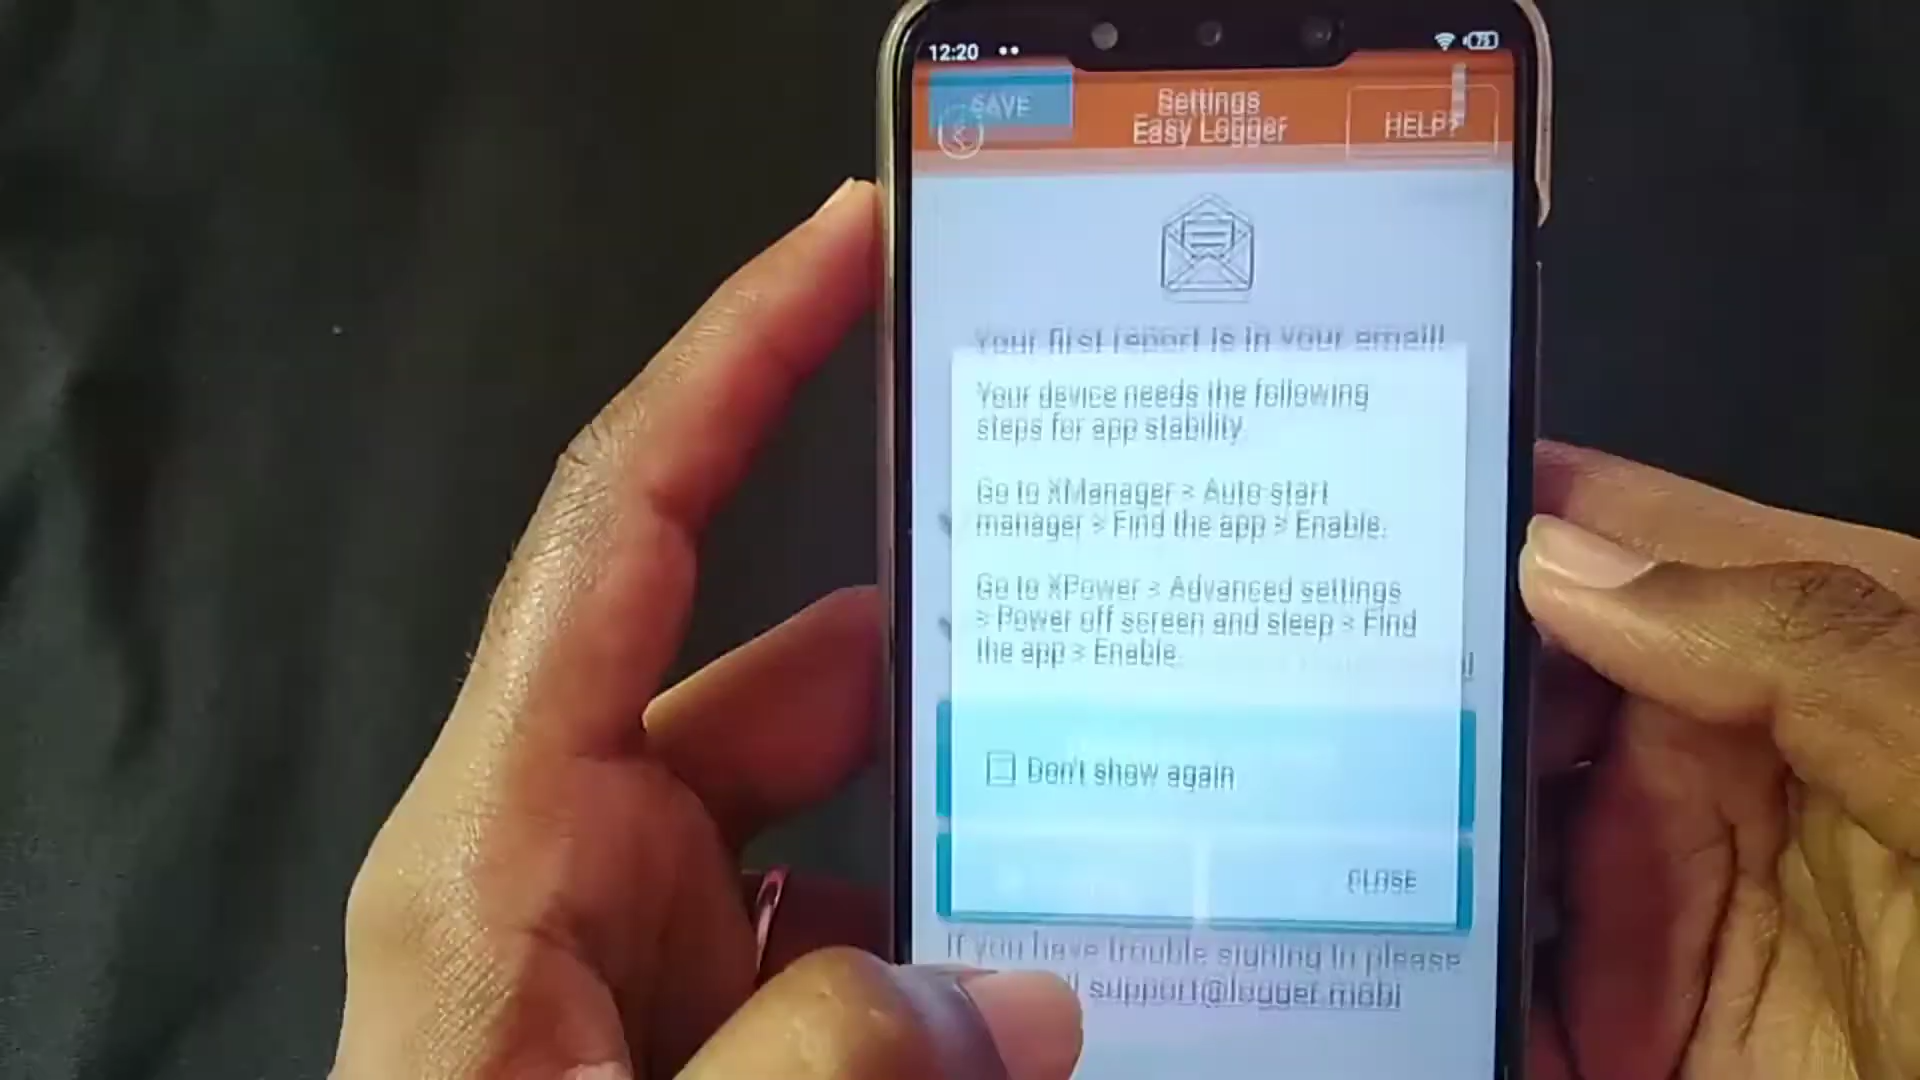 12:20
75
SAVE
Settings
Easy Logger
HELP?
Your first report is in your email!
Your device needs the following
steps for app stability.
Go to XManager > Auto-start
manager > Find the app > Enable.
Go to XPower > Advanced settings
> Power off screen and sleep > Find
the app > Enable.
Don't show again
CLOSE
If you have trouble signing in please
support@logger.mobi